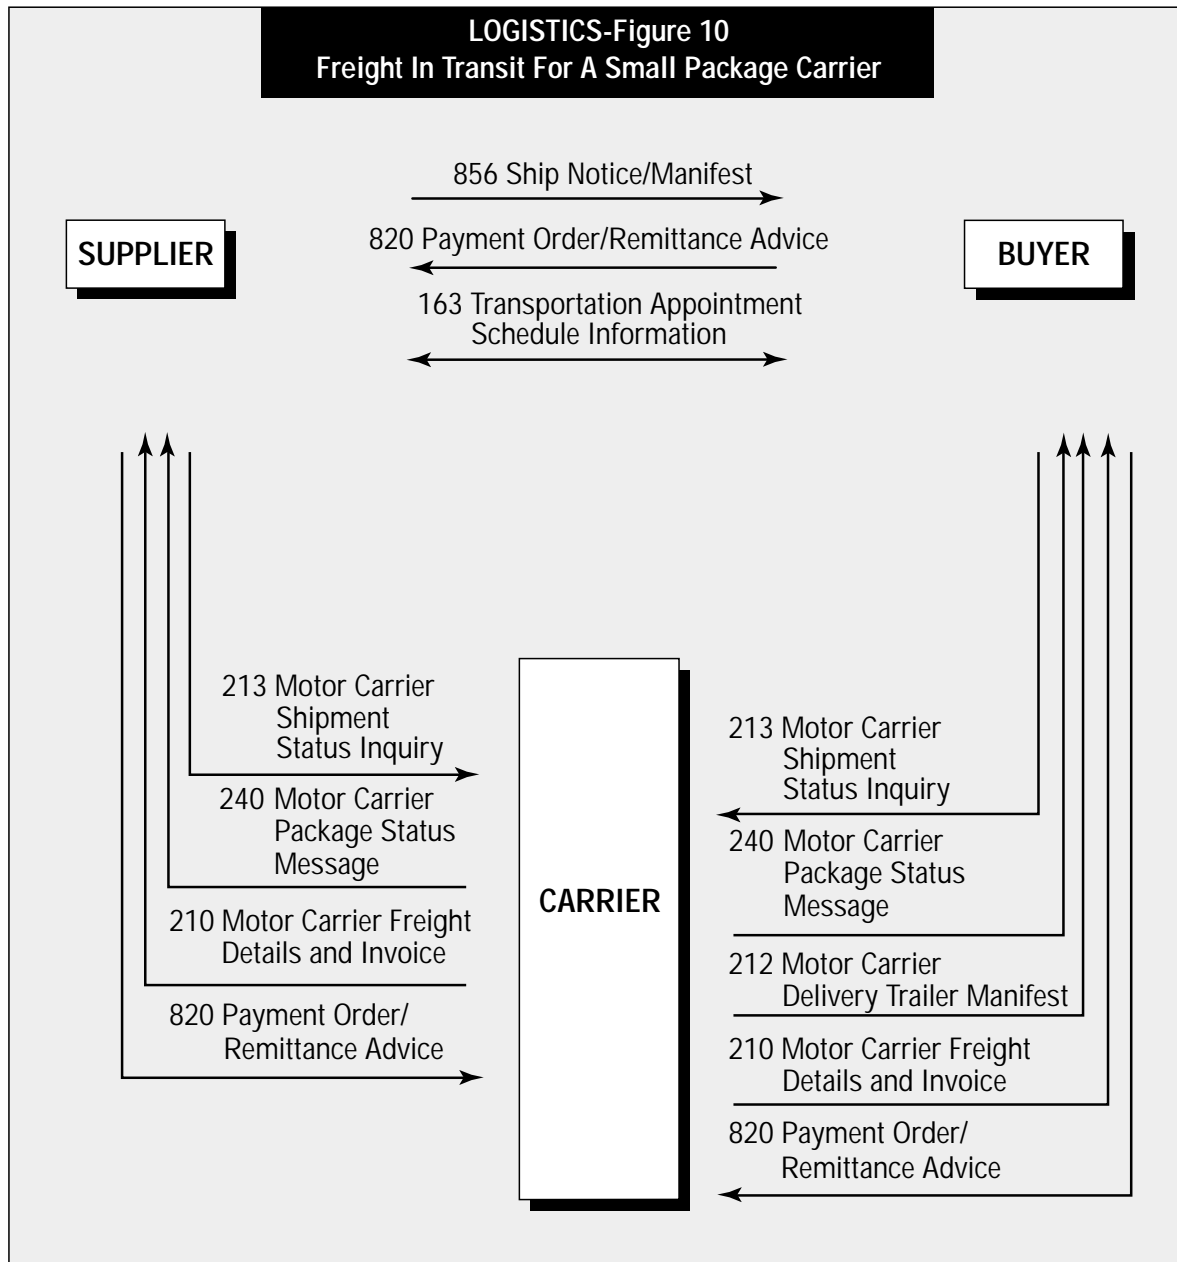 LOGISTICS-Figure 10
Freight In Transit For A Small Package Carrier
856 Ship Notice/Manifest
SUPPLIER
820 Payment Order/Remittance Advice
BUYER
163 Transportation Appointment
Schedule Information
213 Motor Carrier
Shipment
Status Inquiry
240 Motor Carrier
Package Status
Message
210 Motor Carrier Freight
Details and Invoice
820 Payment Order/
Remittance Advice
CARRIER
213 Motor Carrier
Shipment
Status Inquiry
240 Motor Carrier
Package Status
Message
212 Motor Carrier
Delivery Trailer Manifest
210 Motor Carrier Freight
Details and Invoice
820 Payment Order/
Remittance Advice